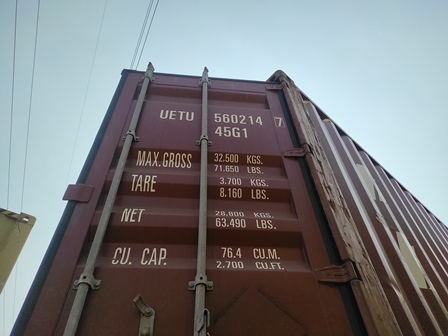 UETU 560214 7
45G1
MAX.GROSS 32.500 KGS.
71.650 LBS.
TARE 3.700 KGS.
8.160 LBS.
NET 28.800 KGS.
63.490 LBS.
CU. CAP. 76.4 CU.M.
2.700 CU.FT.